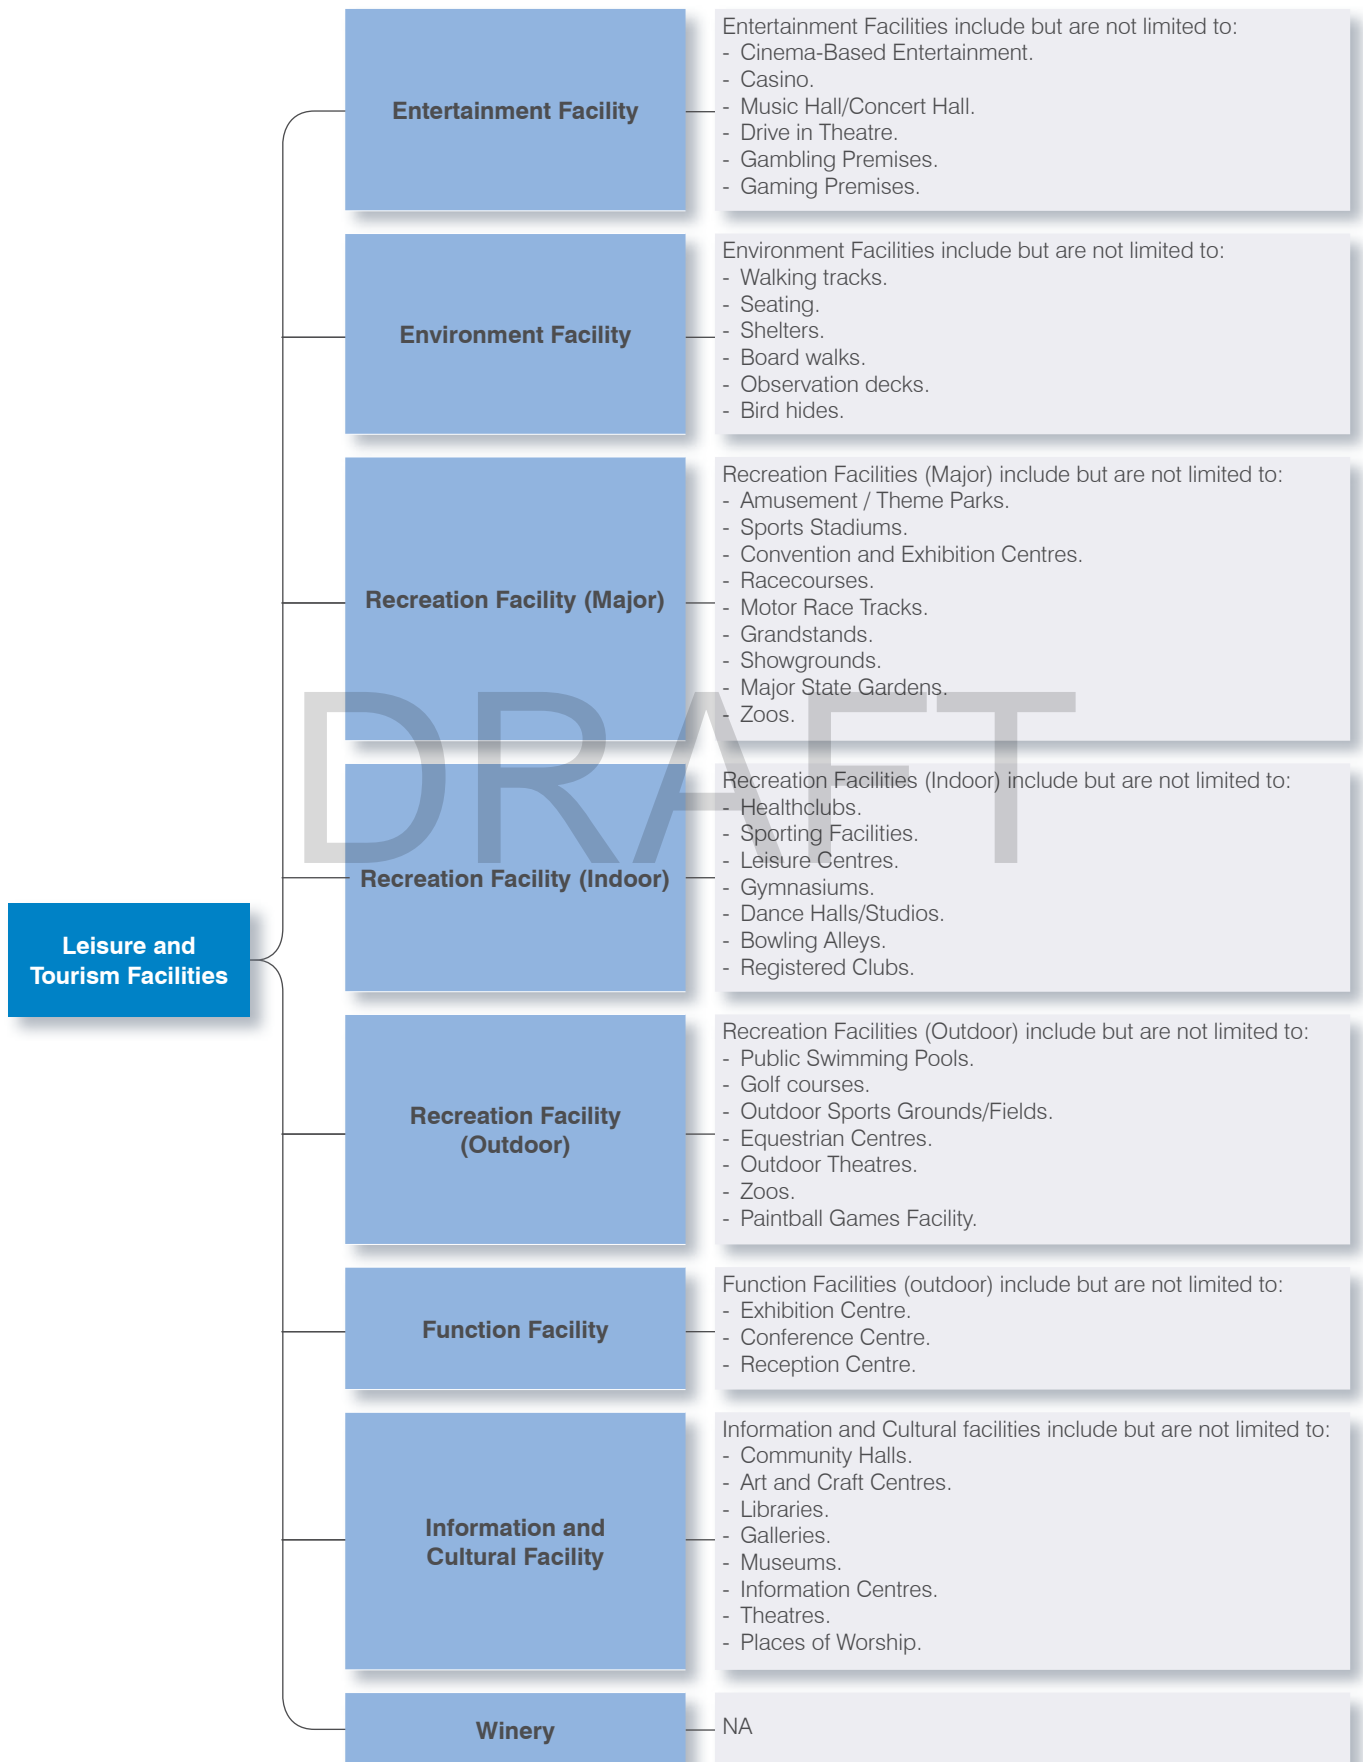 Entertainment Facility
Entertainment Facilities include but are not limited to:
- Cinema-Based Entertainment.
- Casino.
- Music Hall/Concert Hall.
- Drive in Theatre.
- Gambling Premises.
- Gaming Premises.
Environment Facility
Environment Facilities include but are not limited to:
- Walking tracks.
- Seating.
- Shelters.
- Board walks.
- Observation decks.
- Bird hides.
Recreation Facility (Major)
Recreation Facilities (Major) include but are not limited to:
- Amusement / Theme Parks.
- Sports Stadiums.
- Convention and Exhibition Centres.
- Racecourses.
- Motor Race Tracks.
- Grandstands.
- Showgrounds.
- Major State Gardens.
- Zoos.
DRAFT
Recreation Facility (Indoor)
Recreation Facilities (Indoor) include but are not limited to:
- Healthclubs.
- Sporting Facilities.
- Leisure Centres.
- Gymnasiums.
- Dance Halls/Studios.
- Bowling Alleys.
- Registered Clubs.
Leisure and
Tourism Facilities
Recreation Facility
(Outdoor)
Recreation Facilities (Outdoor) include but are not limited to:
- Public Swimming Pools.
- Golf courses.
- Outdoor Sports Grounds/Fields.
- Equestrian Centres.
- Outdoor Theatres.
- Zoos.
- Paintball Games Facility.
Function Facility
Function Facilities (outdoor) include but are not limited to:
- Exhibition Centre.
- Conference Centre.
- Reception Centre.
Information and
Cultural Facility
Information and Cultural facilities include but are not limited to:
- Community Halls.
- Art and Craft Centres.
- Libraries.
- Galleries.
- Museums.
- Information Centres.
- Theatres.
- Places of Worship.
Winery
NA